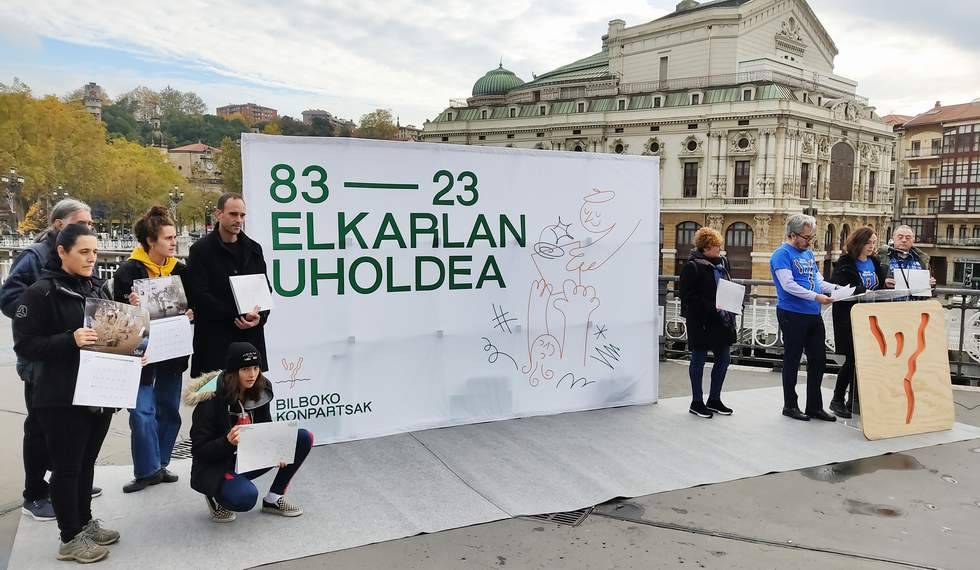 83 — 23
ELKARLAN
UHOLDEA
BILBOKO
KONPARTSAK